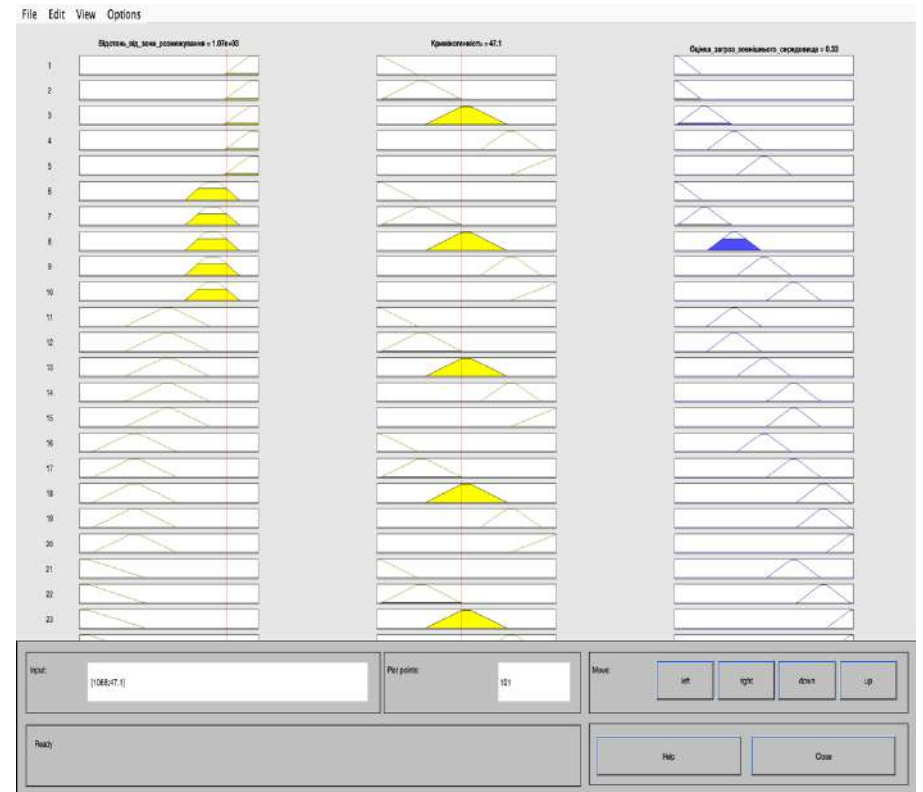 File Edit View Options
Відстань_від_зони_розмежування = 1.07e+03
Криміногенність = 47.1
Оцінка_загроз_зовнішнього_середовища = 0.33
1
2
3
4
5
6
7
8
9
10
11
12
13
14
15
16
17
18
19
20
21
22
23
Input:
[1068;47.1]
Plot points:
101
Move:
left
right
down
up
Ready
Help
Close